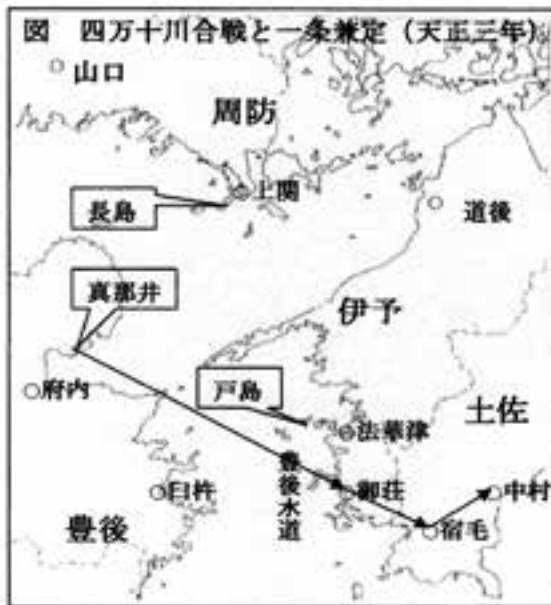 図　四万十川合戦と一条兼定（天正三年）
山口
周防
上関
長島
道後
真那井
伊予
府内
戸島
土佐
法華津
豊後水道
臼杵
御荘
中村
豊後
宿毛